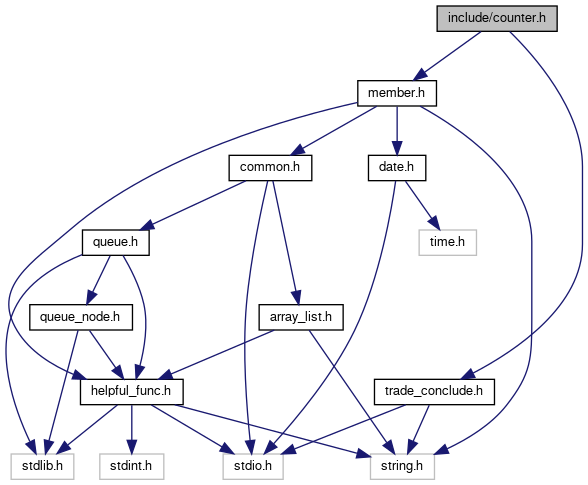 include/counter.h
member.h
common.h
date.h
queue.h
time.h
queue_node.h
array_list.h
helpful_func.h
trade_conclude.h
stdlib.h
stdint.h
stdio.h
string.h